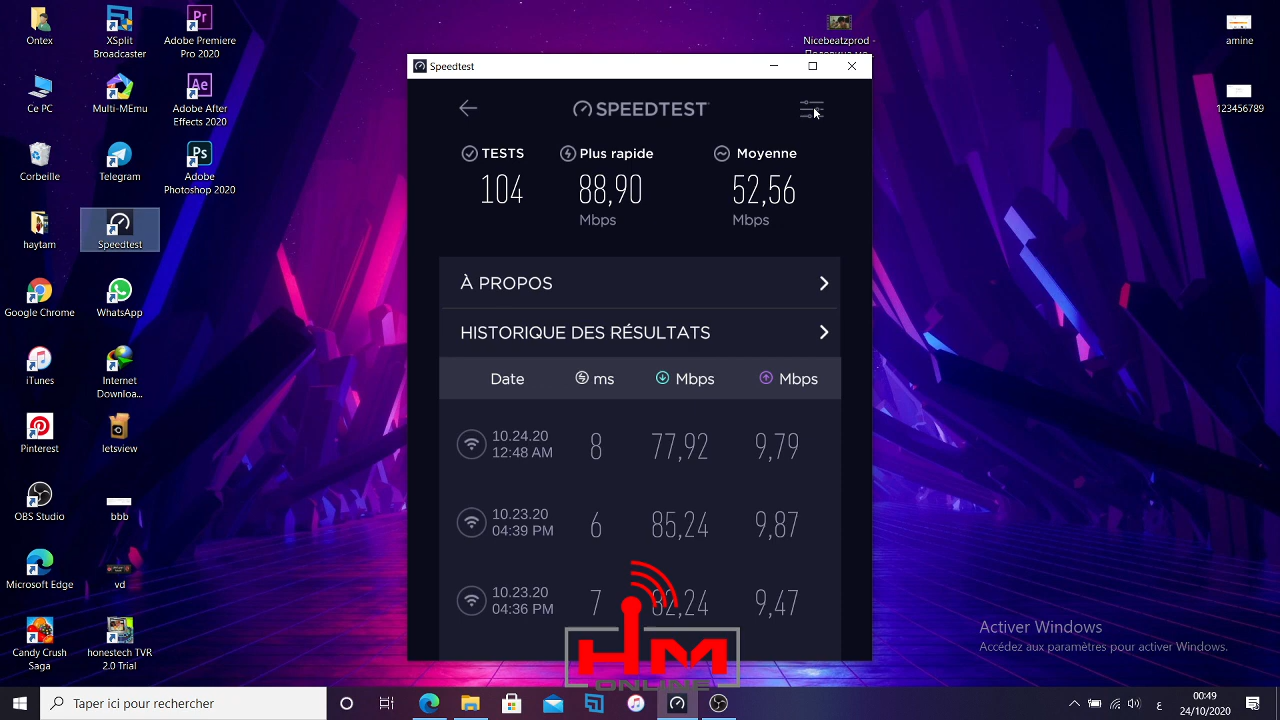 Ontex
XSplit
Broadcast...
Adobe Premiere
Pro 2020
Ce PC
Multi-MEmu
Adobe After
Effects 2020
Corbeille
Telegram
Adobe
Photoshop 2020
haytam
Speedtest
Google Chrome
WhatsApp
iTunes
Internet
Downloa...
Pinterest
letsview
OBS Studio
bbb
Microsoft Edge
vd
Candy Crush
Saga
honestech TVR
2.0 Trial
Nicebeatzprod -
amine
123456789
Speedtest
SPEEDTEST
TESTS
Plus rapide
Moyenne
104
88,90
52,56
Mbps
Mbps
À PROPOS
HISTORIQUE DES RÉSULTATS
Date
ms
Mbps
Mbps
10.24.20
12:48 AM
8
77,92
9,79
10.23.20
04:39 PM
6
85,24
9,87
10.23.20
04:36 PM
7
82,24
9,47
HM
ONLINE
Activer Windows
Accédez aux paramètres pour activer Windows.
Taper ici pour rechercher
ع
00:49
24/10/2020